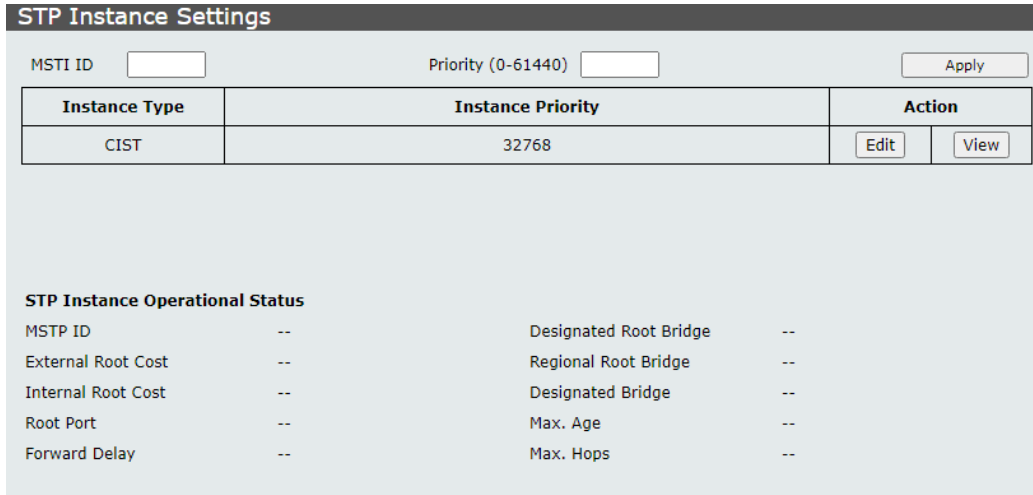 STP Instance Settings
MSTI ID Priority (0-61440) Apply
Instance Type Instance Priority Action
CIST 32768 Edit View
STP Instance Operational Status
MSTP ID -- Designated Root Bridge --
External Root Cost -- Regional Root Bridge --
Internal Root Cost -- Designated Bridge --
Root Port -- Max. Age --
Forward Delay -- Max. Hops --